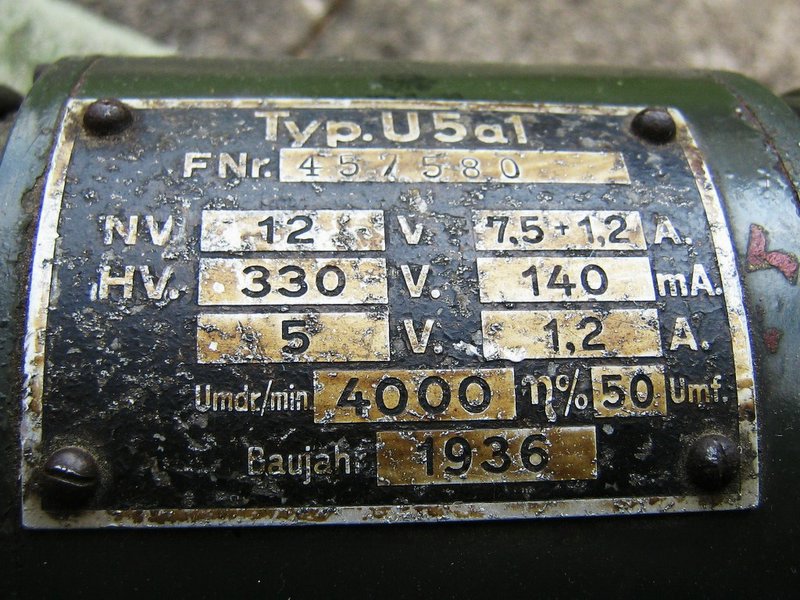 Typ. U5a1
FNr. 457580
NV 12 V. 7,5+1,2 A.
HV. 330 V. 140 mA.
5 V. 1,2 A.
Umdr/min 4000 η% 50 Umf.
Baujahr 1936